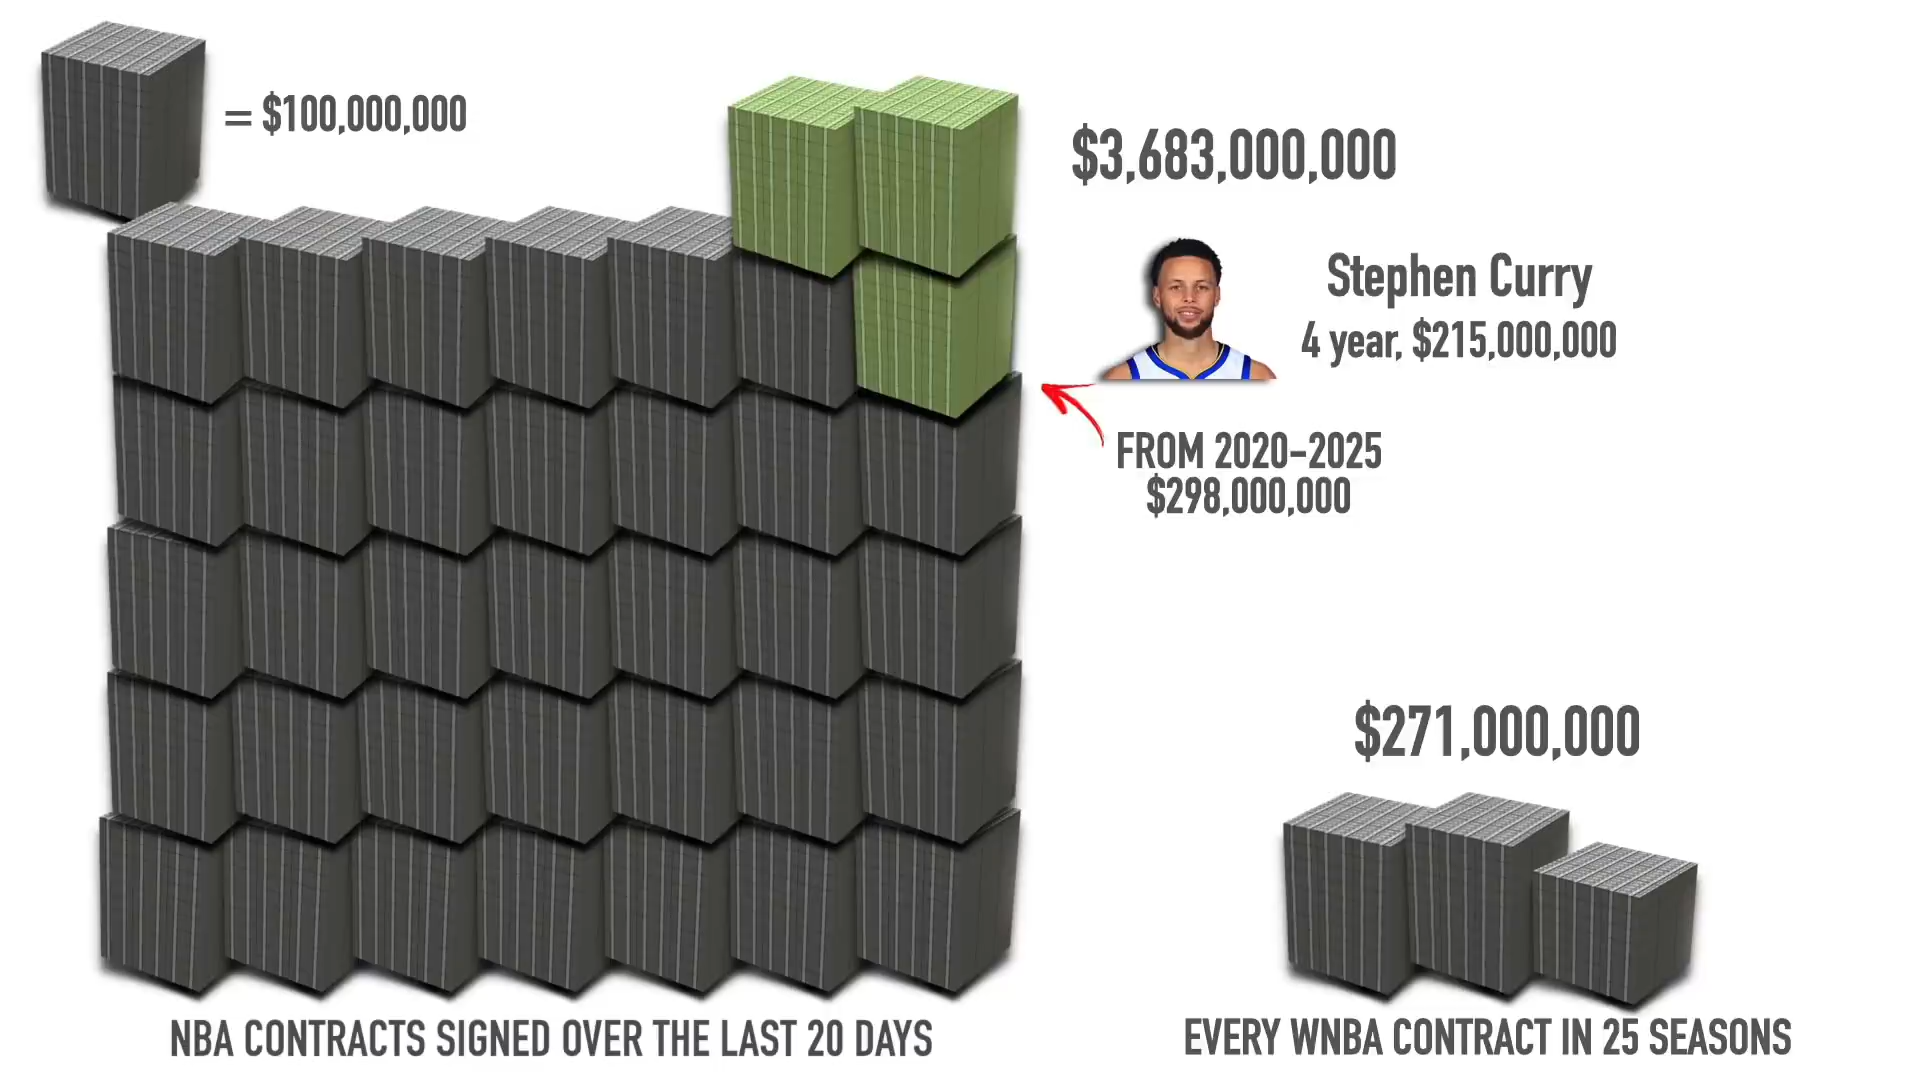 = $100,000,000
$3,683,000,000
Stephen Curry
4 year, $215,000,000
FROM 2020-2025
$298,000,000
$271,000,000
NBA CONTRACTS SIGNED OVER THE LAST 20 DAYS
EVERY WNBA CONTRACT IN 25 SEASONS